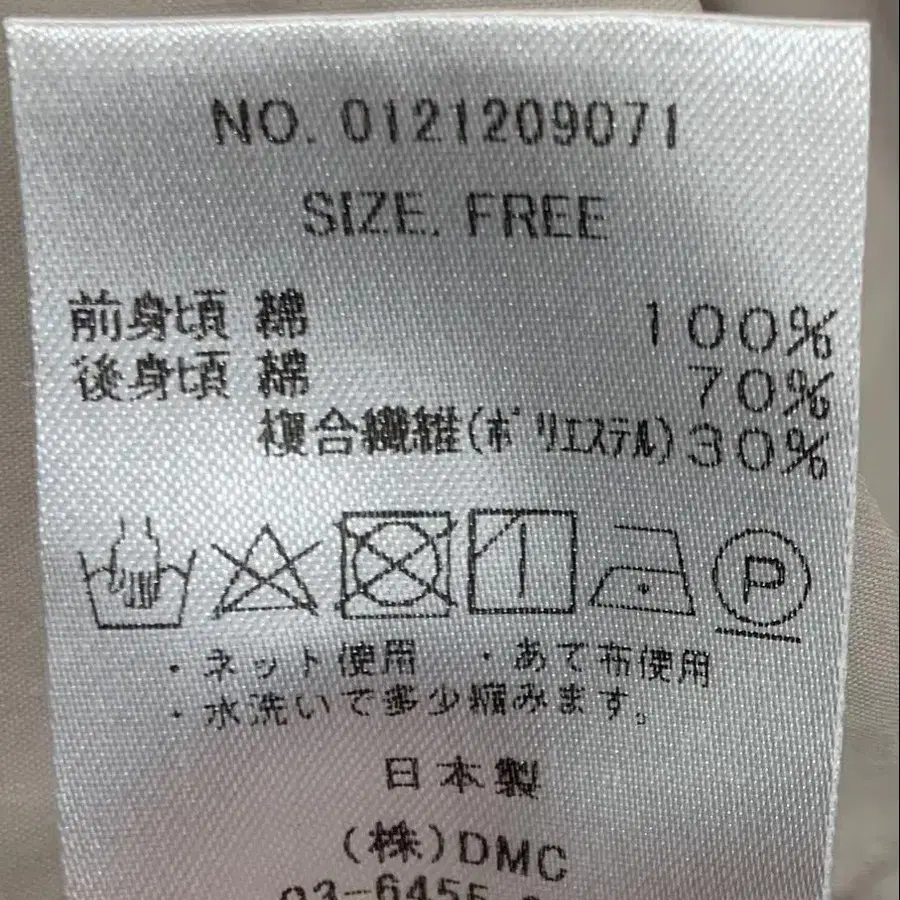 NO. 0121209071
SIZE. FREE
前身頃 綿 100%
後身頃 綿 70%
複合繊維(ポリエステル) 30%
P
・ネット使用 ・あて布使用
・水洗いで多少縮みます。
日本製
(株)DMC
03-6455